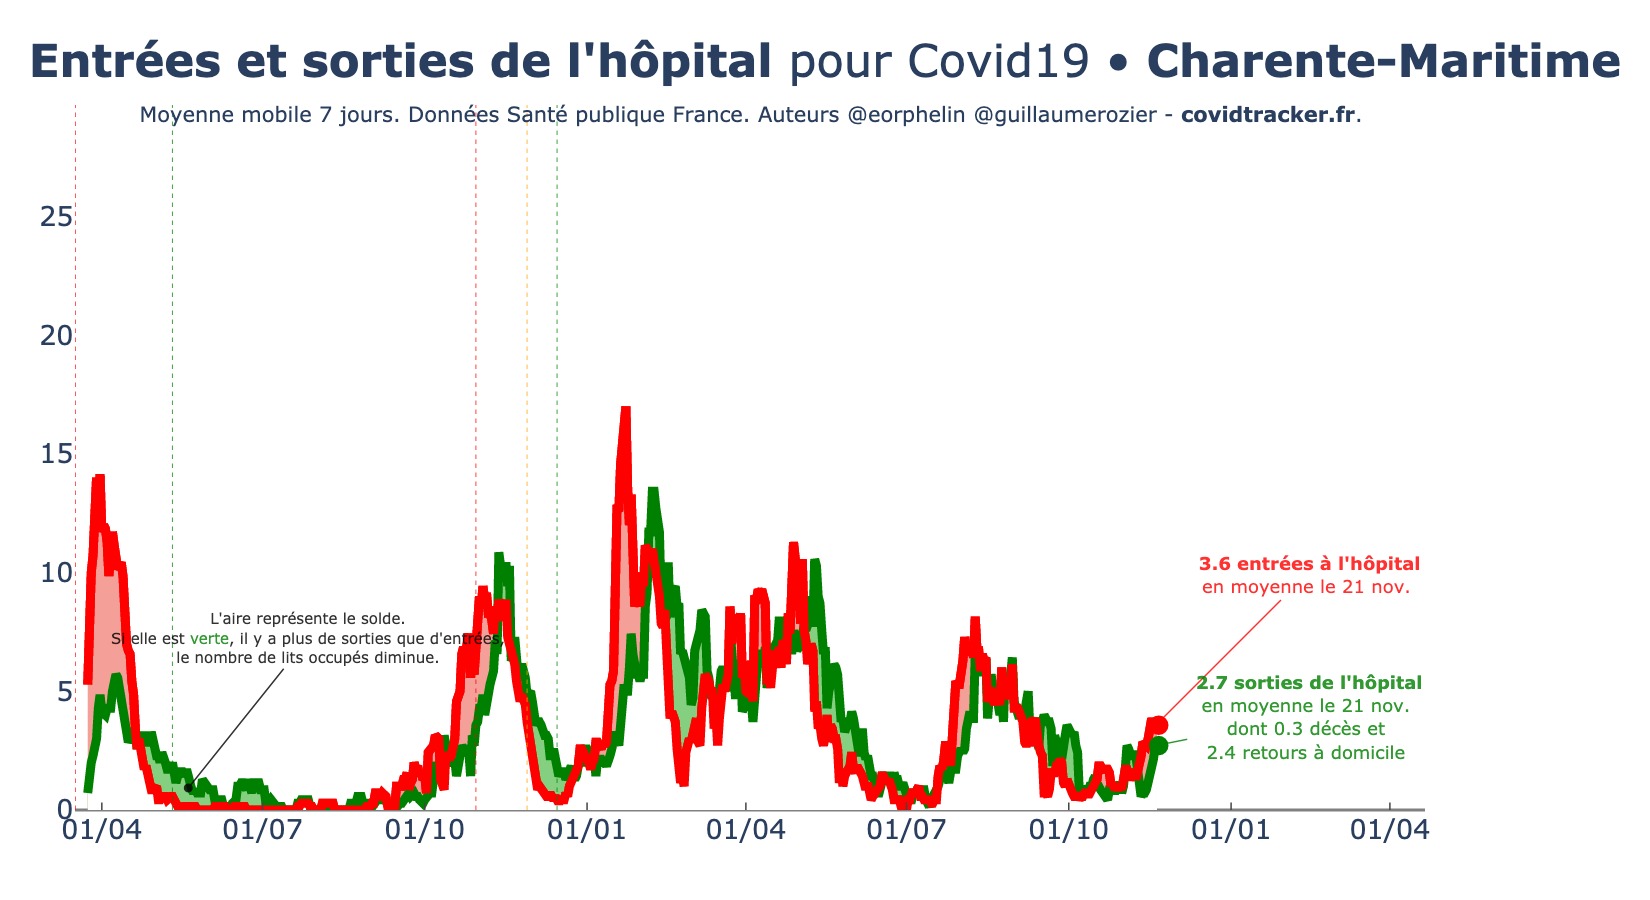 Entrées et sorties de l'hôpital pour Covid19 • Charente-Maritime
Moyenne mobile 7 jours. Données Santé publique France. Auteurs @eorphelin @guillaumerozier - covidtracker.fr.
25
20
15
10
5
0
3.6 entrées à l'hôpital
en moyenne le 21 nov.
L'aire représente le solde.
Si elle est verte, il y a plus de sorties que d'entrées,
le nombre de lits occupés diminue.
2.7 sorties de l'hôpital
en moyenne le 21 nov.
dont 0.3 décès et
2.4 retours à domicile
01/04 01/07 01/10 01/01 01/04 01/07 01/10 01/01 01/04